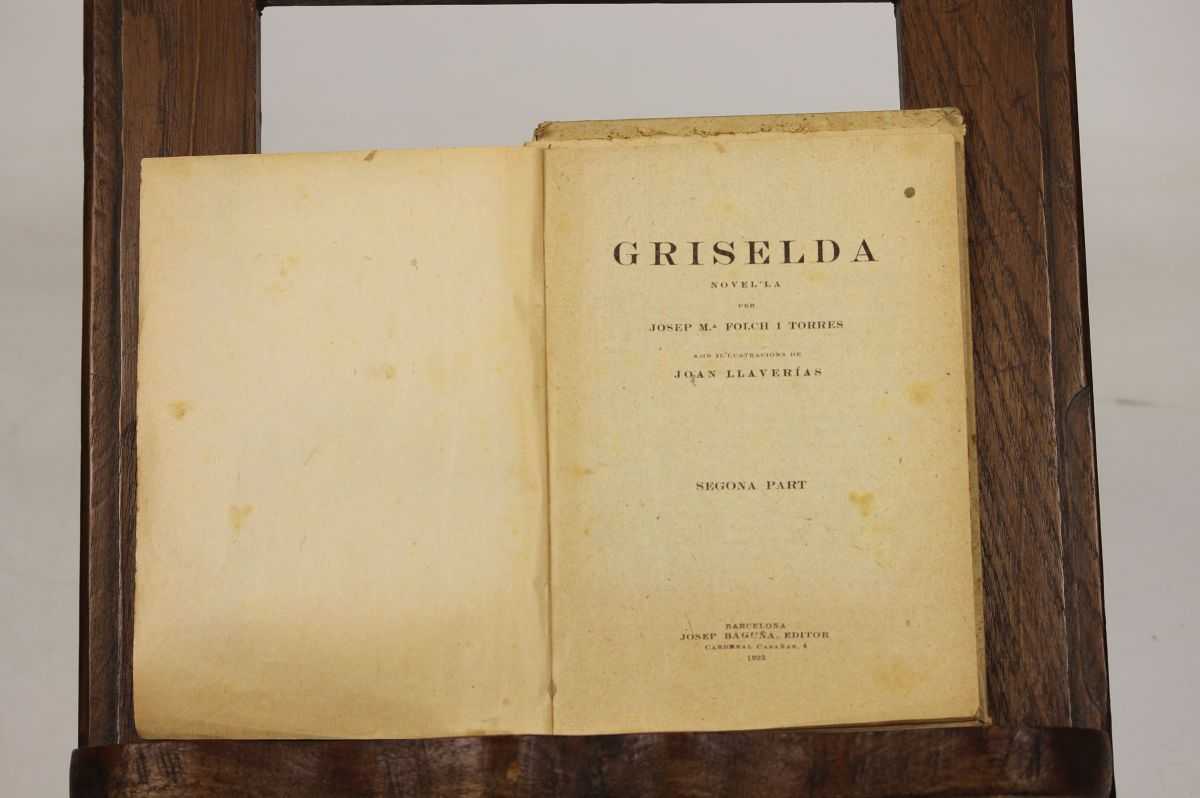 GRISELDA
NOVEL'LA
PER
JOSEP M.ª FOLCH I TORRES
AMB IL'LUSTRACIONS DE
JOAN LLAVERÍAS
SEGONA PART
BARCELONA
JOSEP BAGUÑA, EDITOR
CARDENAL CASAÑAS, 4